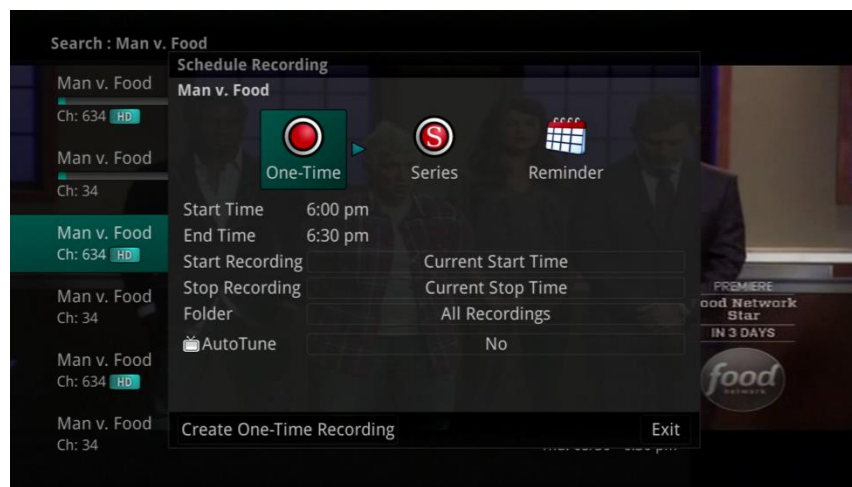 Search : Man v. Food
Schedule Recording
Man v. Food
One-Time
S
Series
Reminder
Start Time 6:00 pm
End Time 6:30 pm
Start Recording Current Start Time
Stop Recording Current Stop Time
Folder All Recordings
AutoTune No
Create One-Time Recording Exit
Man v. Food
Ch: 634 HD
Man v. Food
Ch: 34
Man v. Food
Ch: 634 HD
Man v. Food
Ch: 34
Man v. Food
Ch: 634 HD
Man v. Food
Ch: 34
PREMIERE
ood Network
Star
IN 3 DAYS
food
network